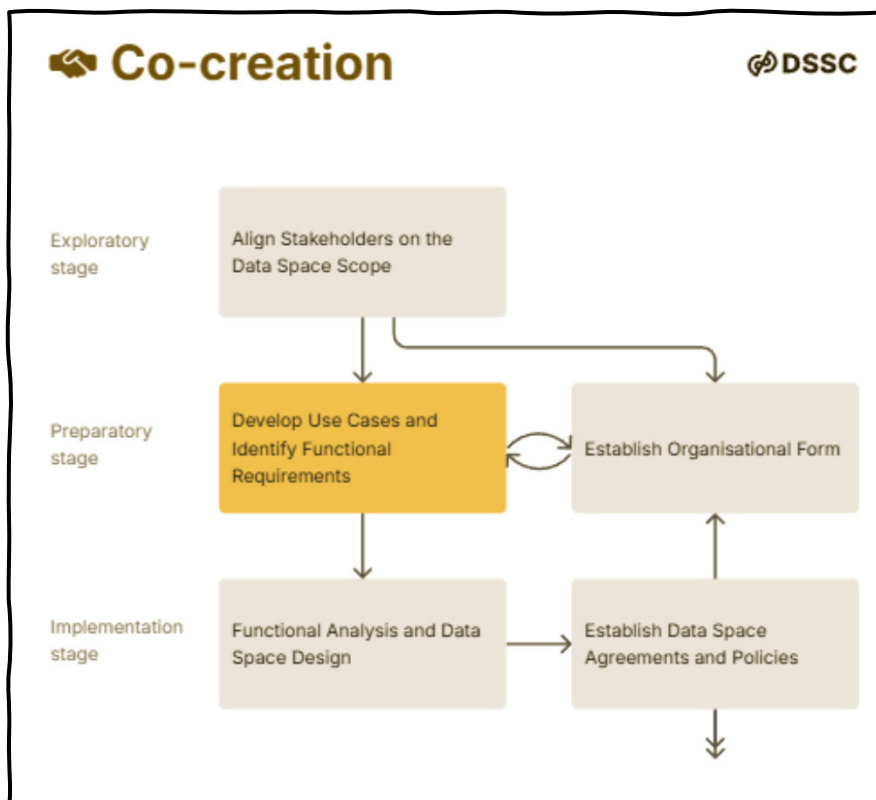 Co-creation
DSSC
Exploratory
stage
Align Stakeholders on the
Data Space Scope
Preparatory
stage
Develop Use Cases and
Identify Functional
Requirements
Establish Organisational Form
Implementation
stage
Functional Analysis and Data
Space Design
Establish Data Space
Agreements and Policies